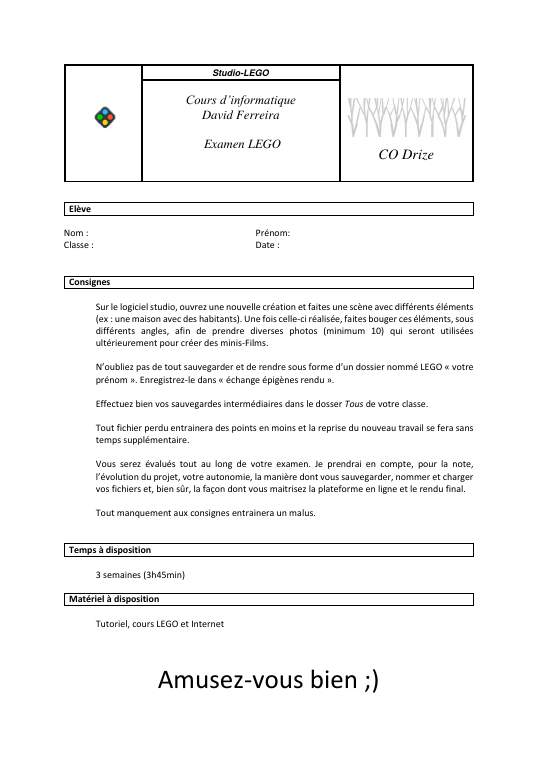 Studio-LEGO
Cours d'informatique
David Ferreira
Examen LEGO
CO Drize
Elève
Nom :
Prénom:
Classe :
Date :
Consignes
Sur le logiciel studio, ouvrez une nouvelle création et faites une scène avec différents éléments
(ex : une maison avec des habitants). Une fois celle-ci réalisée, faites bouger ces éléments, sous
différents angles, afin de prendre diverses photos (minimum 10) qui seront utilisées
ultérieurement pour créer des minis-Films.
N'oubliez pas de tout sauvegarder et de rendre sous forme d'un dossier nommé LEGO « votre
prénom ». Enregistrez-le dans « échange épigènes rendu ».
Effectuez bien vos sauvegardes intermédiaires dans le dosser Tous de votre classe.
Tout fichier perdu entrainera des points en moins et la reprise du nouveau travail se fera sans
temps supplémentaire.
Vous serez évalués tout au long de votre examen. Je prendrai en compte, pour la note,
l'évolution du projet, votre autonomie, la manière dont vous sauvegarder, nommer et charger
vos fichiers et, bien sûr, la façon dont vous maitrisez la plateforme en ligne et le rendu final.
Tout manquement aux consignes entrainera un malus.
Temps à disposition
3 semaines (3h45min)
Matériel à disposition
Tutoriel, cours LEGO et Internet
Amusez-vous bien ;)